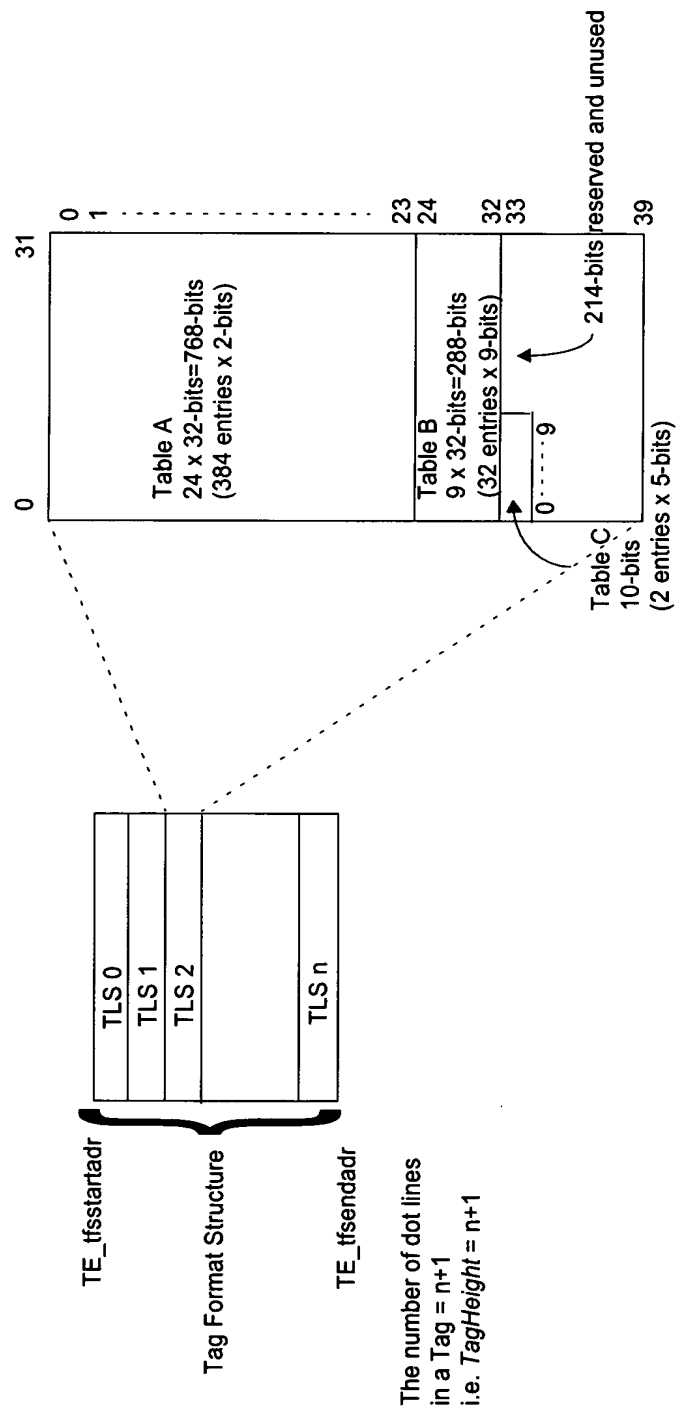 TE_tfsstartadr
Tag Format Structure
TE_tfsendadr
The number of dot lines
in a Tag = n+1
i.e. TagHeight = n+1
TLS 0
TLS 1
TLS 2
TLS n
0
31
0
1
23
24
32
33
39
Table A
24 x 32-bits=768-bits
(384 entries x 2-bits)
Table B
9 x 32-bits=288-bits
(32 entries x 9-bits)
0 ------ 9
Table C
10-bits
(2 entries x 5-bits)
214-bits reserved and unused